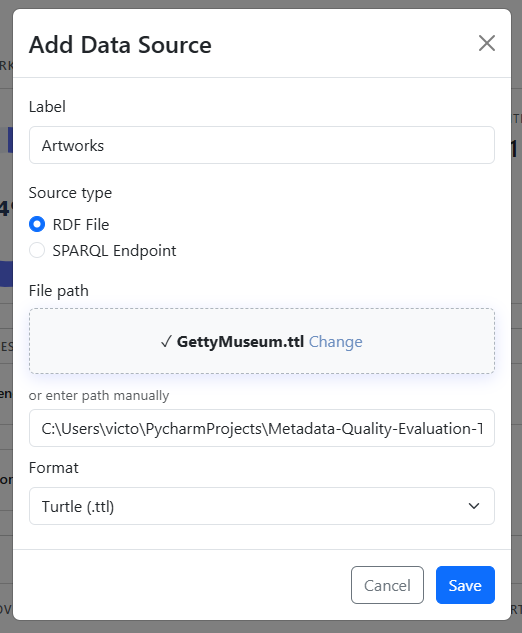 Add Data Source
Label
Artworks
Source type
RDF File
SPARQL Endpoint
File path
✓ GettyMuseum.ttl Change
or enter path manually
C:\Users\victo\PycharmProjects\Metadata-Quality-Evaluation-T
Format
Turtle (.ttl)
Cancel
Save